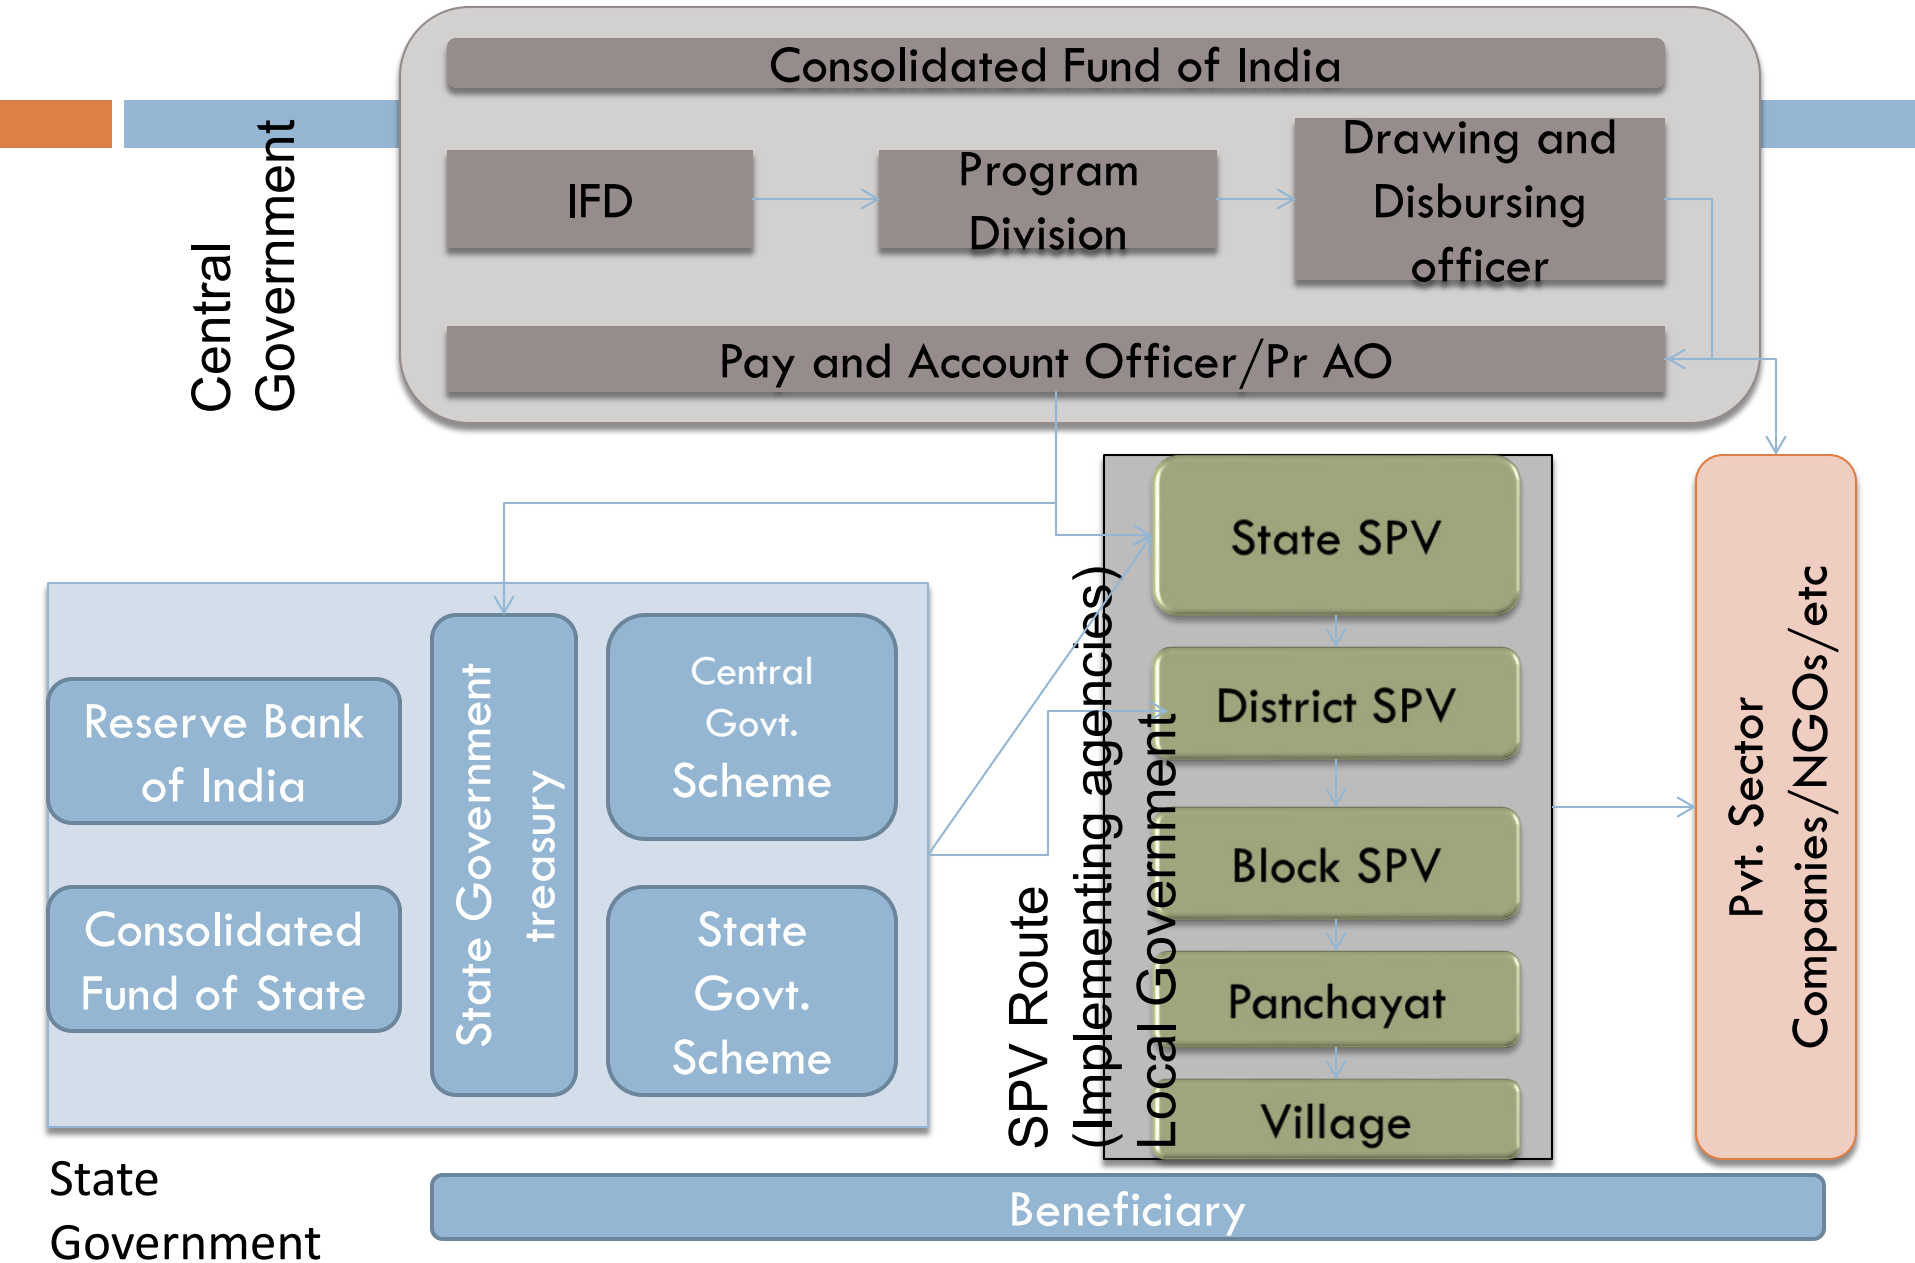 Consolidated Fund of India
Central
Government
IFD
Program
Division
Drawing and
Disbursing
officer
Pay and Account Officer/Pr AO
Reserve Bank
of India
Consolidated
Fund of State
State Government
treasury
Central
Govt.
Scheme
State
Govt.
Scheme
SPV Route
(Implementing agencies)
Local Government
State SPV
District SPV
Block SPV
Panchayat
Village
Pvt. Sector
Companies/NGOs/etc
State
Government
Beneficiary